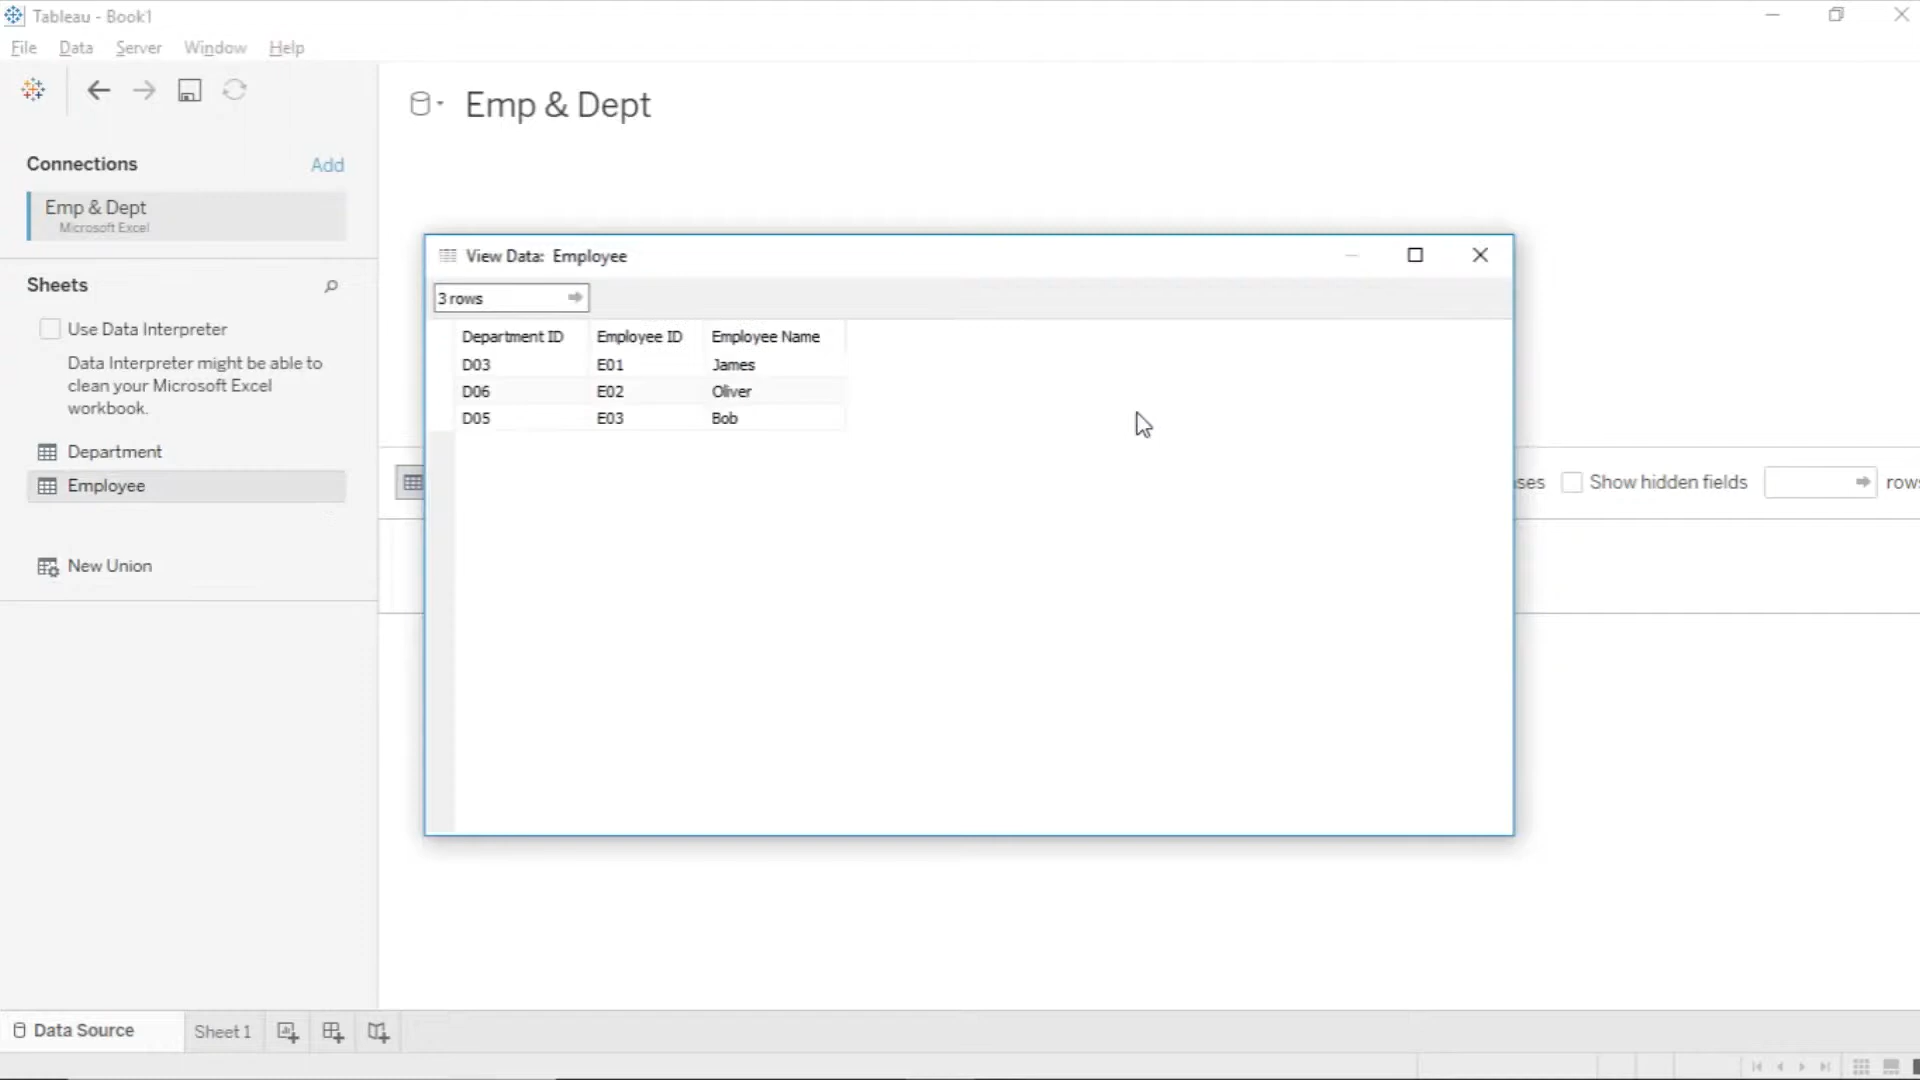 Tableau - Book1
File Data Server Window Help
Emp & Dept
Connections Add
Emp & Dept
Microsoft Excel
Sheets
Use Data Interpreter
Data Interpreter might be able to
clean your Microsoft Excel
workbook.
Department
Employee
New Union
View Data: Employee
3 rows
Department ID Employee ID Employee Name
D03 E01 James
D06 E02 Oliver
D05 E03 Bob
Show hidden fields
Data Source Sheet 1